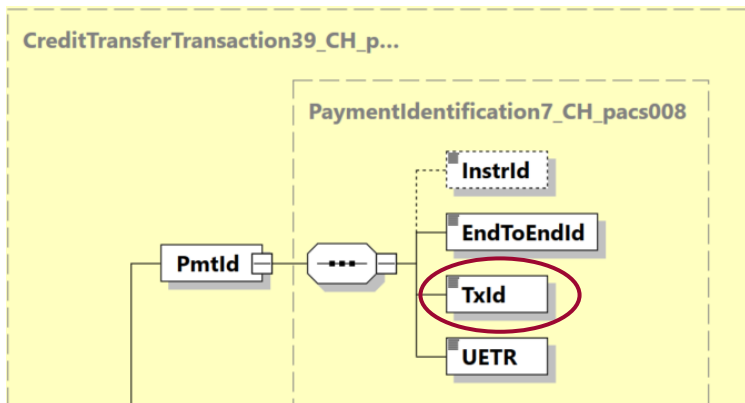 CreditTransferTransaction39_CH_p...
PaymentIdentification7_CH_pacs008
InstrId
EndToEndId
PmtId
TxId
UETR